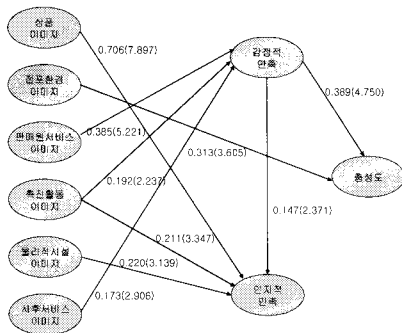 상품
이미지
0.706(7.897)
감정적
만족
점포환경
이미지
0.389(4.750)
판매원서비스
이미지
0.385(5.221)
0.313(3.605)
충성도
0.192(2.237)
촉진활동
이미지
0.147(2.371)
0.211(3.347)
물리적시설
이미지
0.220(3.139)
인지적
만족
사후서비스
이미지
0.173(2.906)